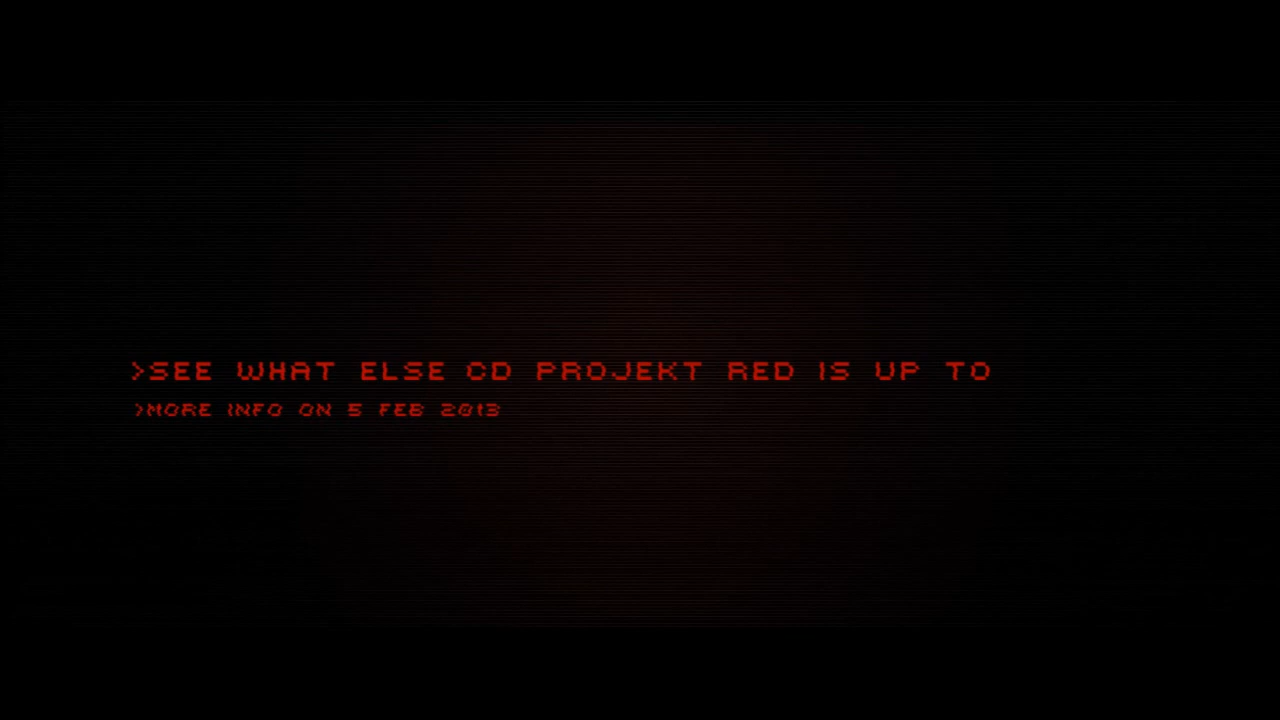 >SEE WHAT ELSE CD PROJEKT RED IS UP TO
>MORE INFO ON 5 FEB 2013